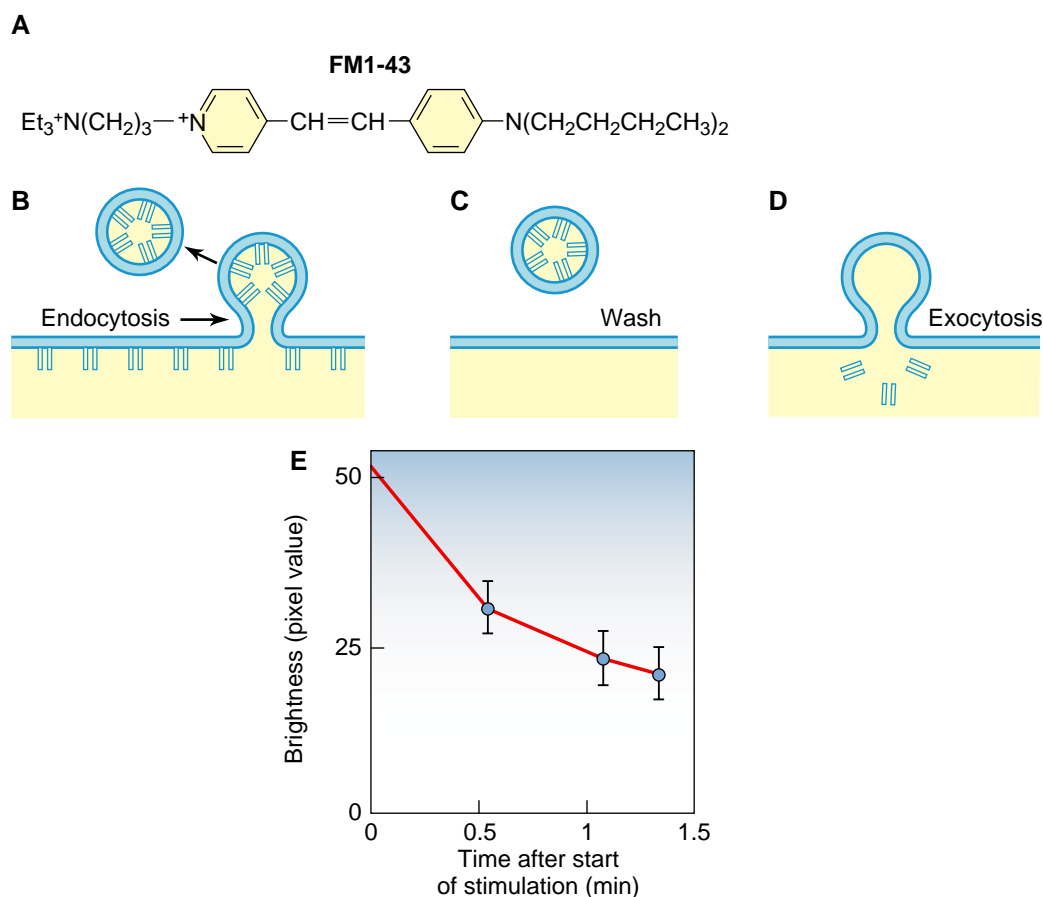 A
FM1-43
Et₃⁺N(CH₂)₃ ⁺N CH CH N(CH₂CH₂CH₂CH₃)₂
B
C
D
Endocytosis
Wash
Exocytosis
E
Brightness (pixel value)
50
25
0
0 0.5 1 1.5
Time after start
of stimulation (min)